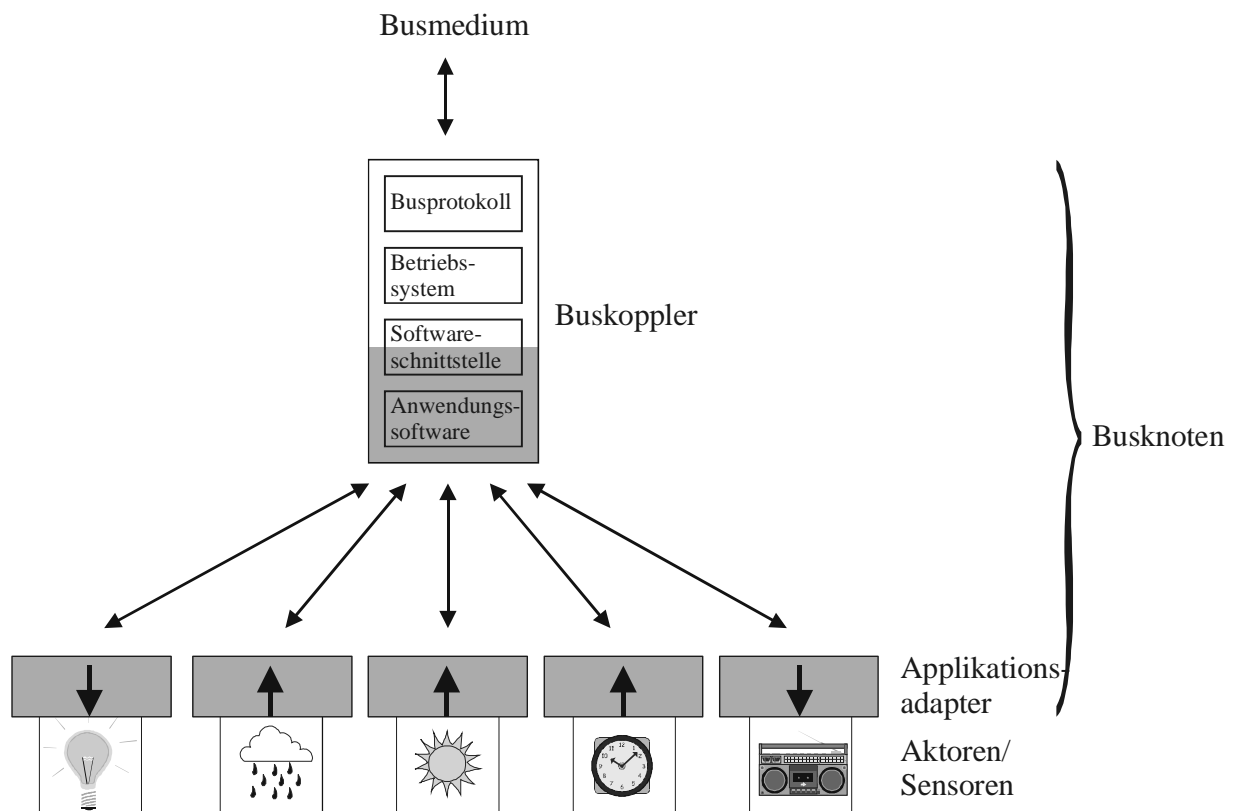 Busmedium
Busprotokoll
Betriebs-
system
Software-
schnittstelle
Buskoppler
Anwendungs-
software
Busknoten
Applikations-
adapter
Aktoren/
Sensoren